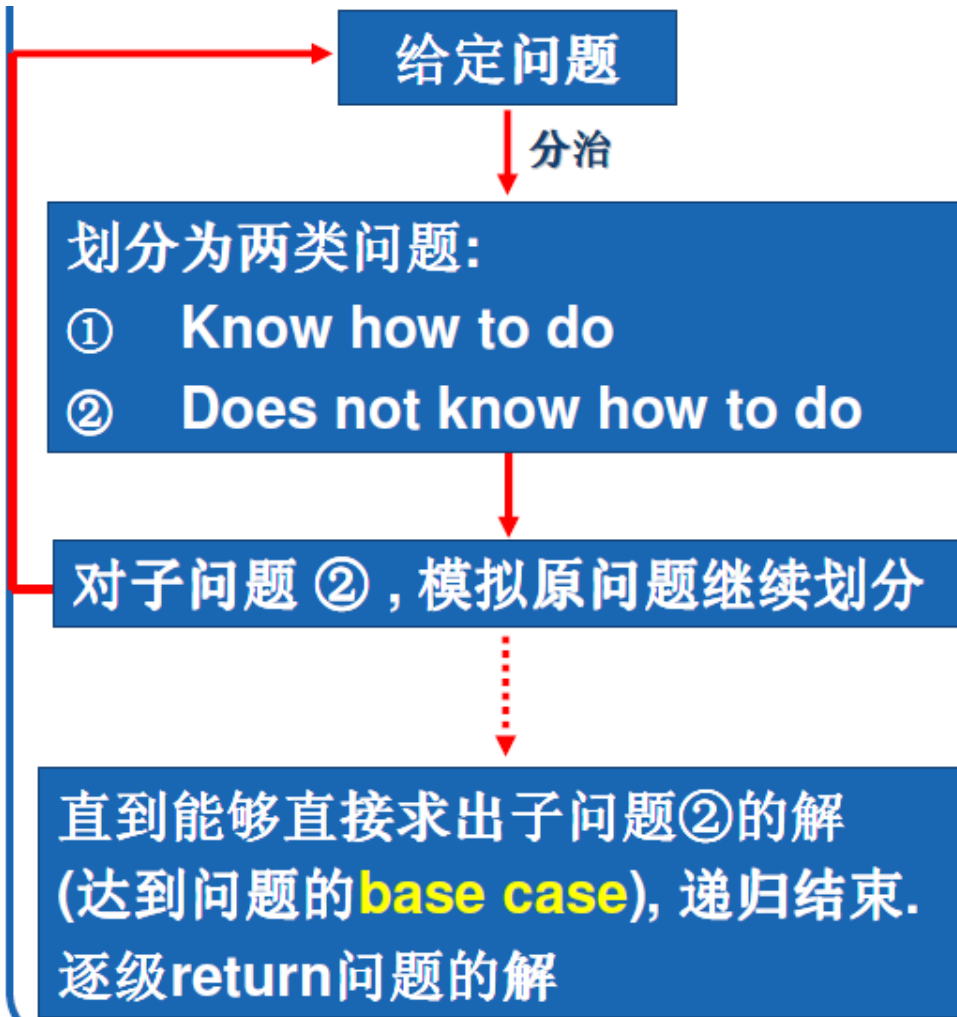 给定问题
分治
划分为两类问题:
① Know how to do
② Does not know how to do
对子问题 ② , 模拟原问题继续划分
直到能够直接求出子问题②的解
(达到问题的base case), 递归结束.
逐级return问题的解